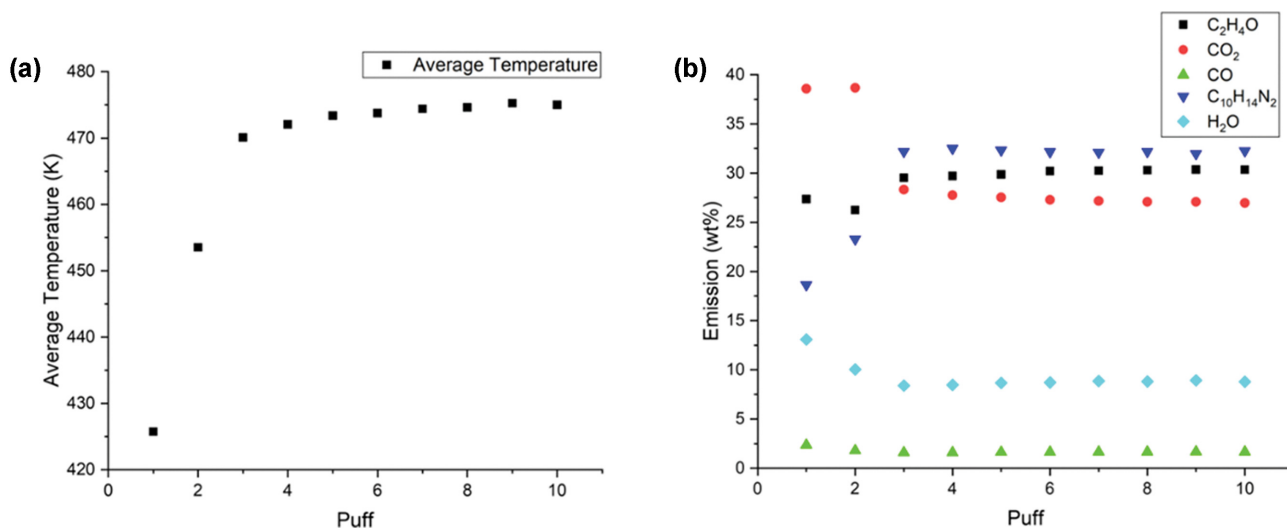 (a)
Average Temperature
480
470
460
450
440
430
420
Average Temperature (K)
0 2 4 6 8 10
Puff
(b)
C₂H₄O
CO₂
CO
C₁₀H₁₄N₂
H₂O
40
35
30
25
20
15
10
5
0
Emission (wt%)
0 2 4 6 8 10
Puff